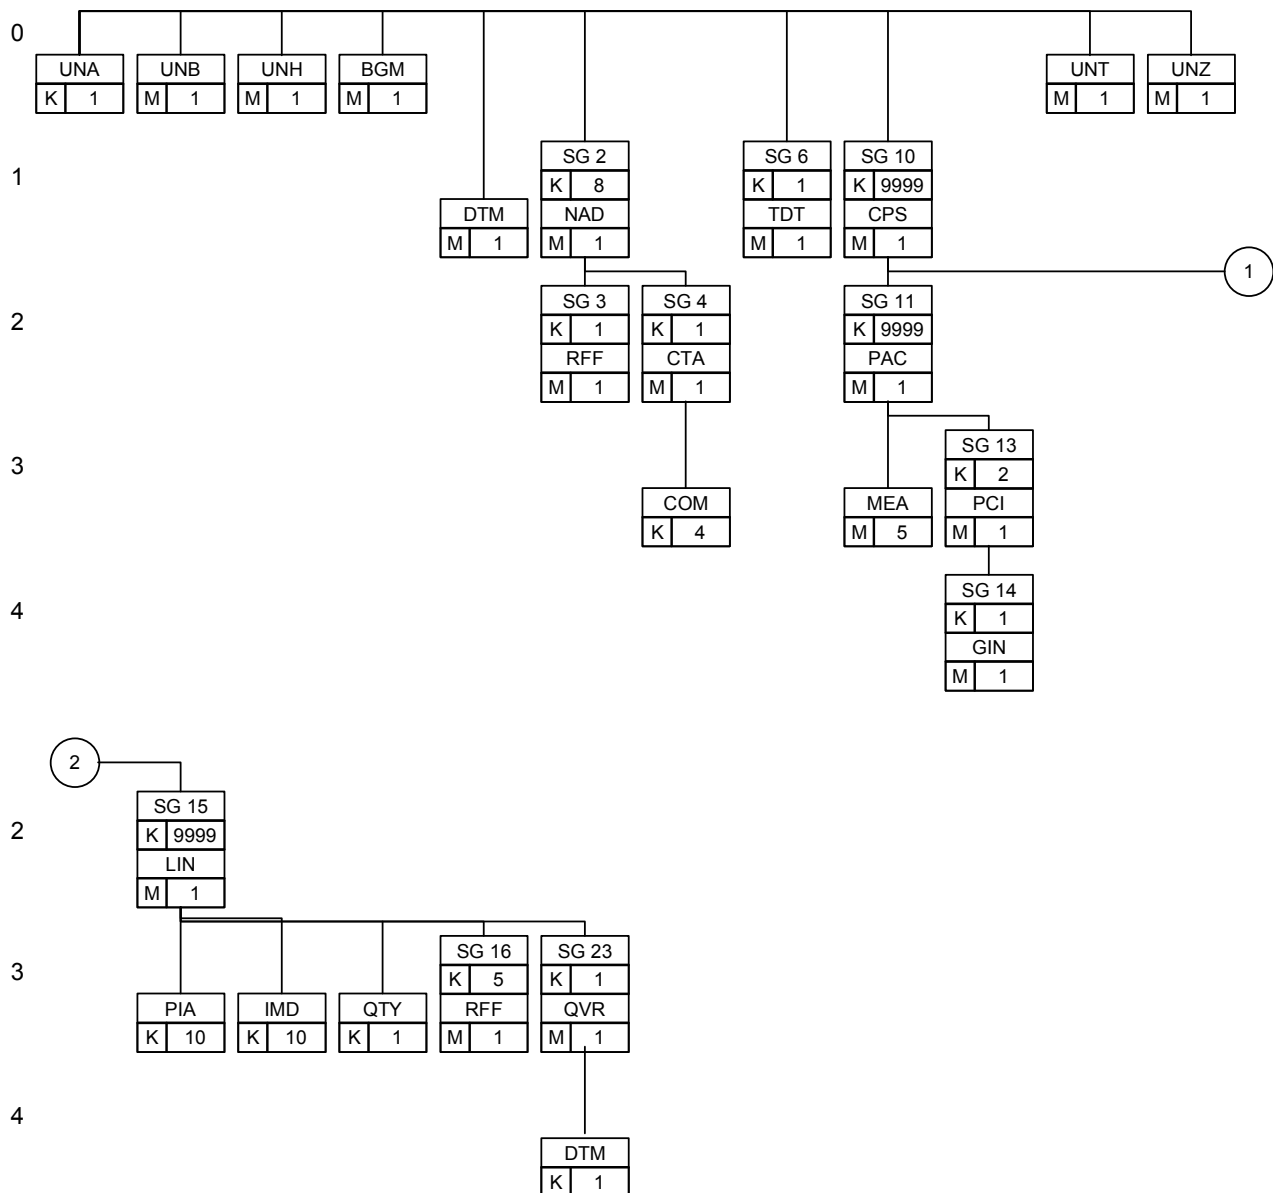 0
UNA UNB UNH BGM UNT UNZ
K 1 M 1 M 1 M 1 M 1 M 1
SG 2 SG 6 SG 10
1
K 8 K 1 K 9999
DTM NAD TDT CPS
M 1 M 1 M 1 M 1
1
SG 3 SG 4 SG 11
2
K 1 K 1 K 9999
RFF CTA PAC
M 1 M 1 M 1
SG 13
3
K 2
COM MEA PCI
K 4 M 5 M 1
SG 14
4
K 1
GIN
M 1
2
SG 15
2
K 9999
LIN
M 1
SG 16 SG 23
3
K 5 K 1
PIA IMD QTY RFF QVR
K 10 K 10 K 1 M 1 M 1
4
DTM
K 1